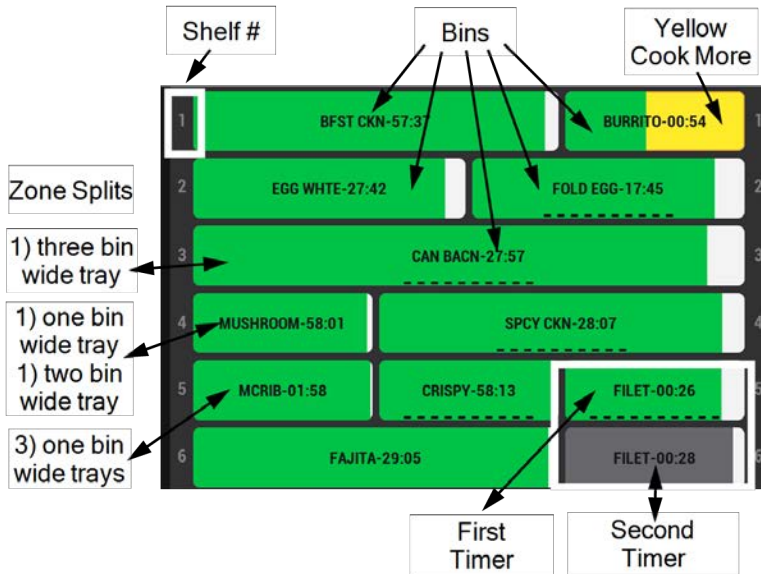 Shelf #
Bins
Yellow
Cook More
1 BFST CKN-57:37 BURRITO-00:54 1
Zone Splits
2 EGG WHTE-27:42 FOLD EGG-17:45 2
1) three bin
wide tray
3 CAN BACN-27:57 3
1) one bin
wide tray
1) two bin
wide tray
4 MUSHROOM-58:01 SPCY CKN-28:07 4
5 MCRIB-01:58 CRISPY-58:13 FILET-00:26 5
3) one bin
wide trays
6 FAJITA-29:05 FILET-00:28 6
First
Timer
Second
Timer